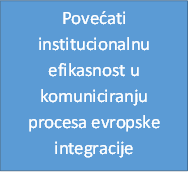 Povećati
institucionalnu
efikasnost u
komuniciranju
procesa evropske
integracije